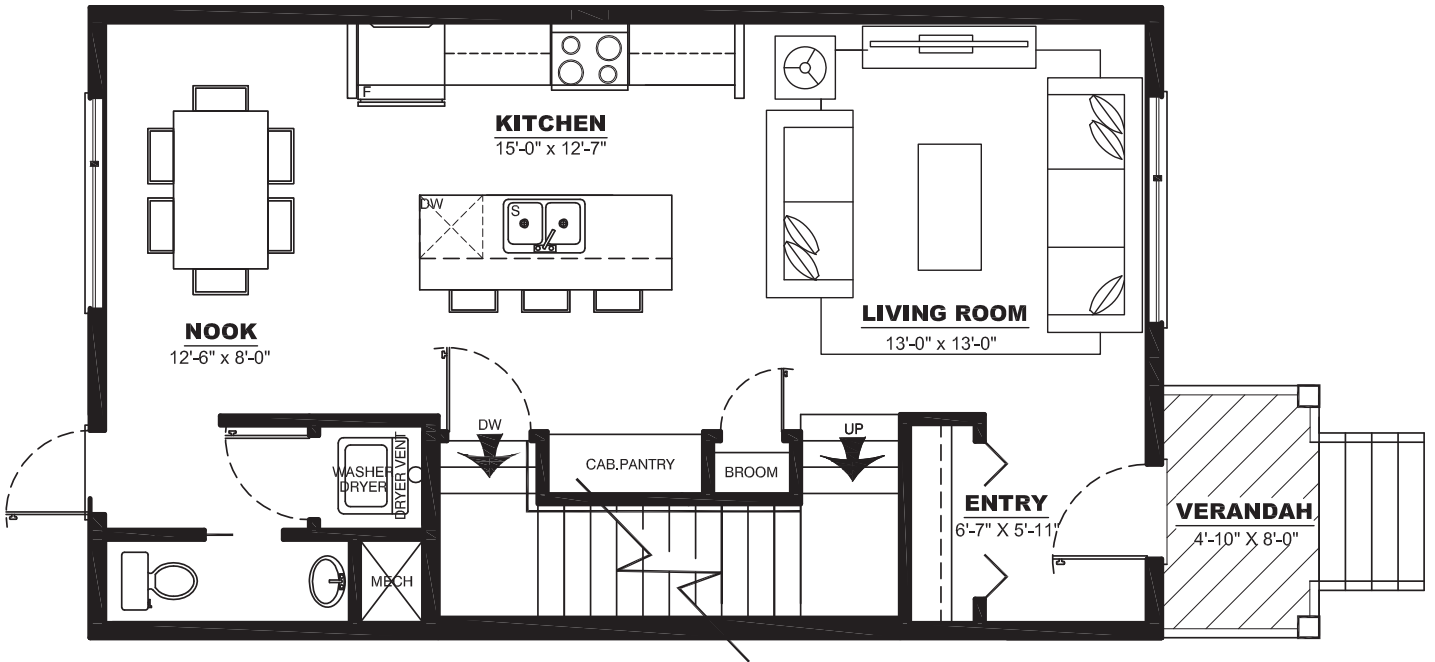 F
KITCHEN
15'-0" x 12'-7"
DW
S
LIVING ROOM
13'-0" x 13'-0"
NOOK
12'-6" x 8'-0"
DW
UP
CAB.PANTRY
BROOM
WASHER
DRYER
DRYER VENT
ENTRY
6'-7" X 5'-11"
VERANDAH
4'-10" X 8'-0"
MECH